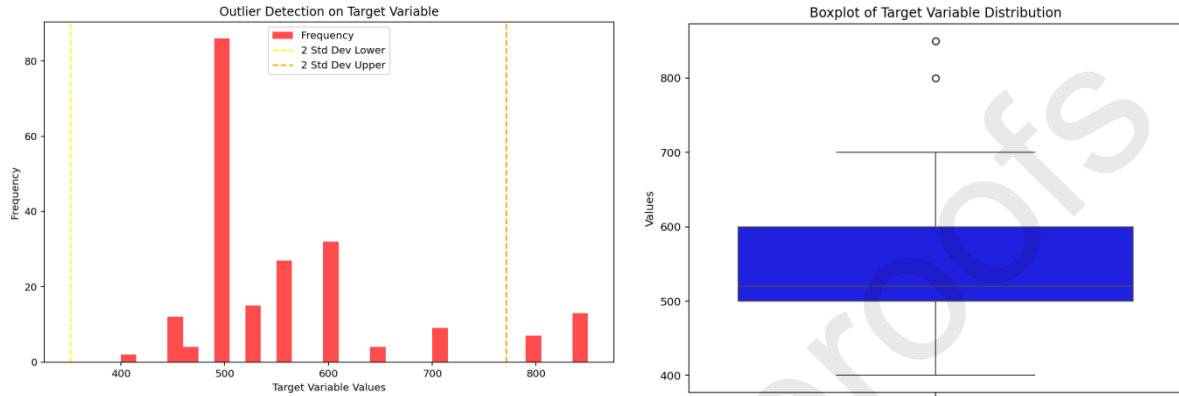 Outlier Detection on Target Variable
Frequency
2 Std Dev Lower
2 Std Dev Upper
80
60
40
20
0
Frequency
400
500
600
700
800
Target Variable Values
Boxplot of Target Variable Distribution
800
700
600
500
400
Values
roofs